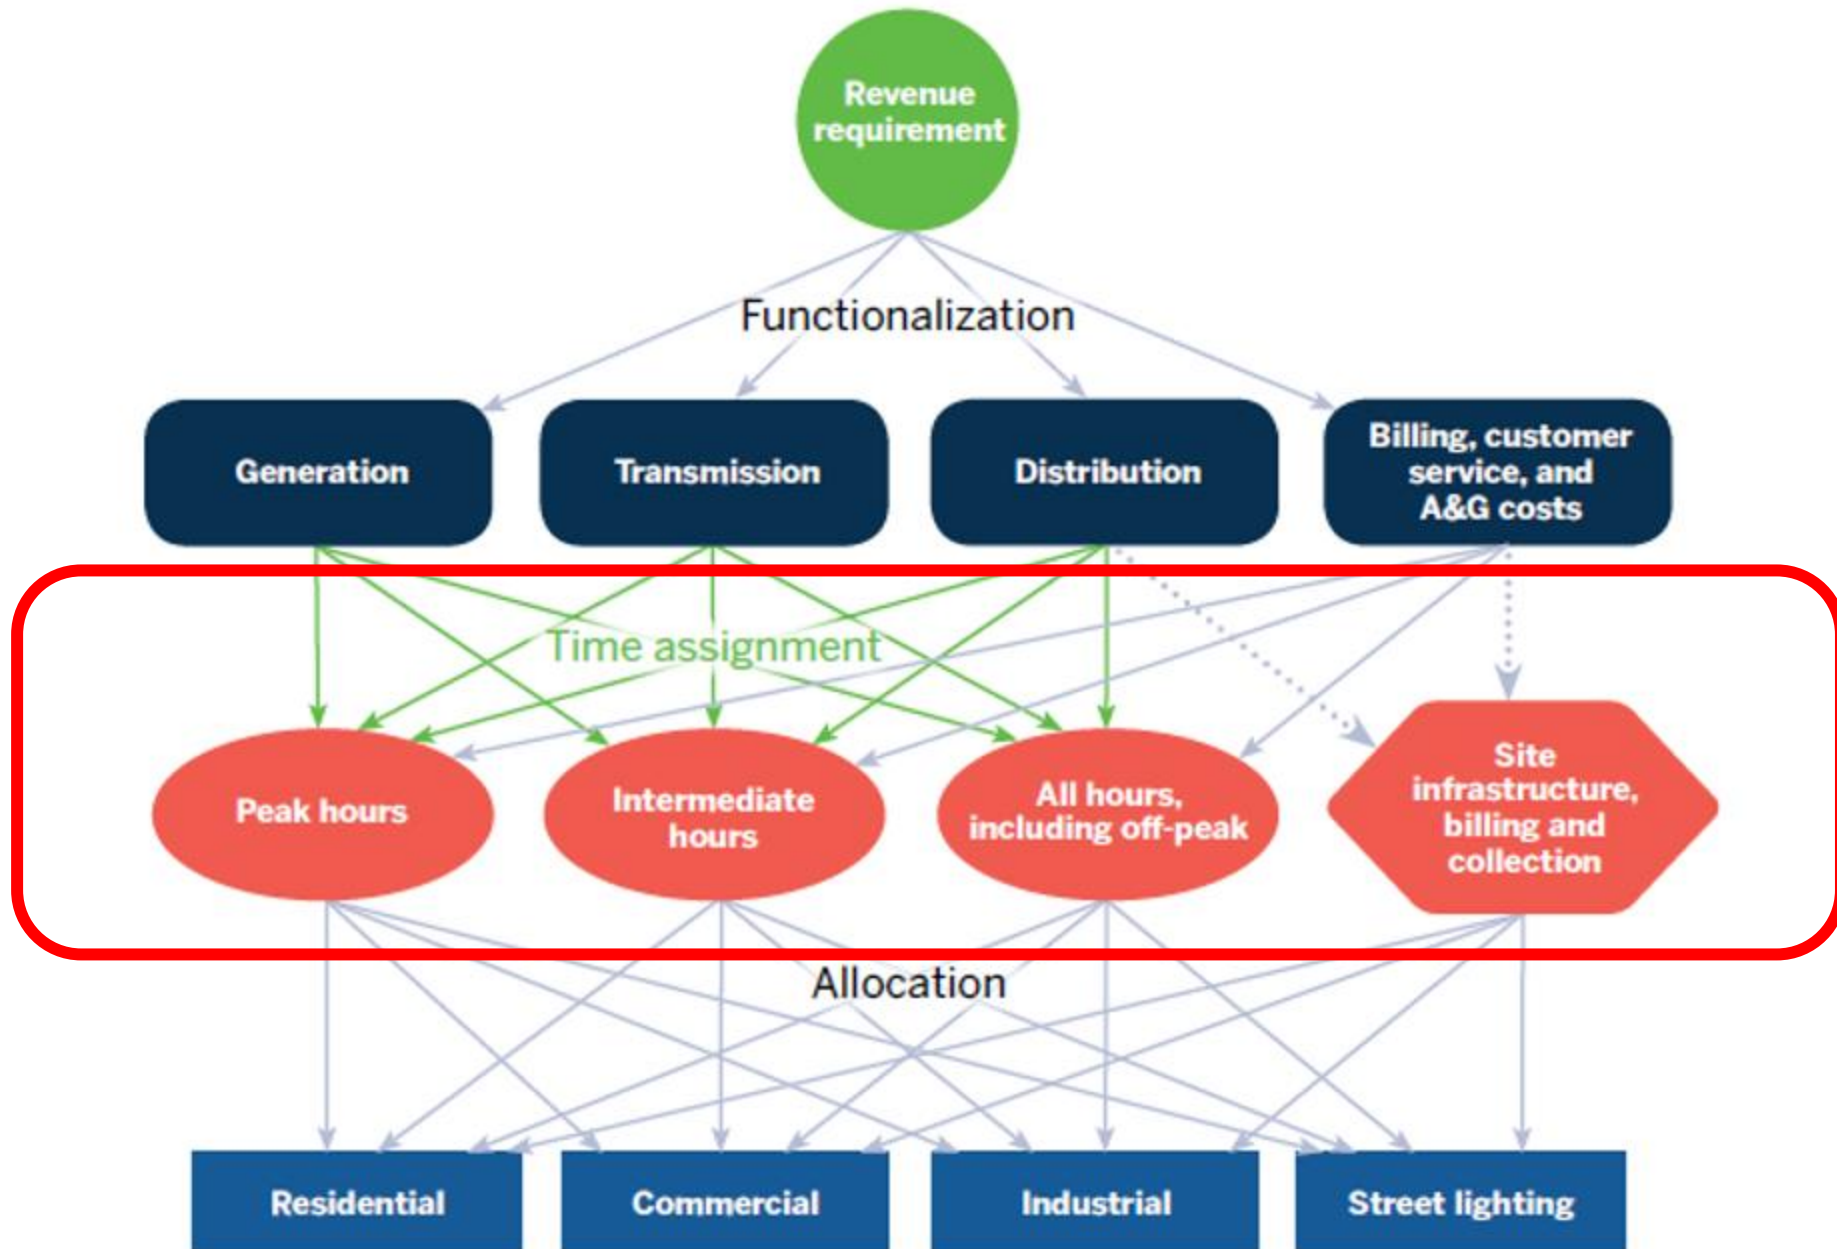 Revenue
requirement
Functionalization
Generation
Transmission
Distribution
Billing, customer
service, and
A&G costs
Time assignment
Peak hours
Intermediate
hours
All hours,
including off-peak
Site
infrastructure,
billing and
collection
Allocation
Residential
Commercial
Industrial
Street lighting